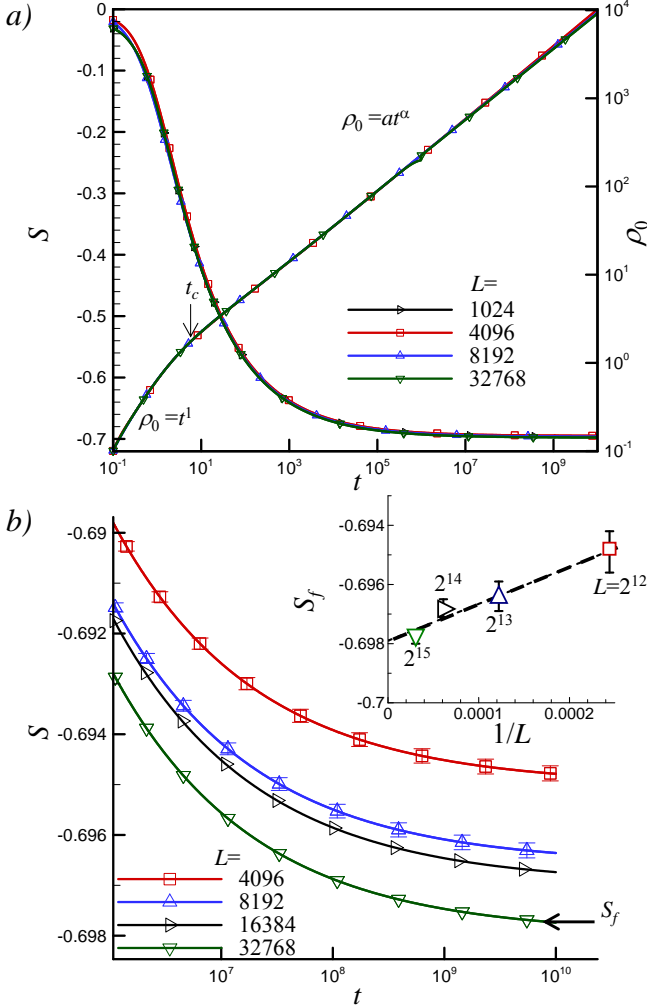 a)
0
-0.1
-0.2
-0.3
-0.4
-0.5
-0.6
-0.7
S
10⁴
10³
10²
10¹
10⁰
10⁻¹
ρ₀
ρ₀ = at^α
t_c
ρ₀ = t¹
L=
1024
4096
8192
32768
10⁻¹ 10¹ 10³ 10⁵ 10⁷ 10⁹
t
b)
-0.69
-0.692
-0.694
-0.696
-0.698
S
-0.694
-0.696
-0.698
-0.7
S_f
2¹⁴
L=2¹²
2¹³
2¹⁵
0 0.0001 0.0002
1/L
L=
4096
8192
16384
32768
S_f
10⁷ 10⁸ 10⁹ 10¹⁰
t